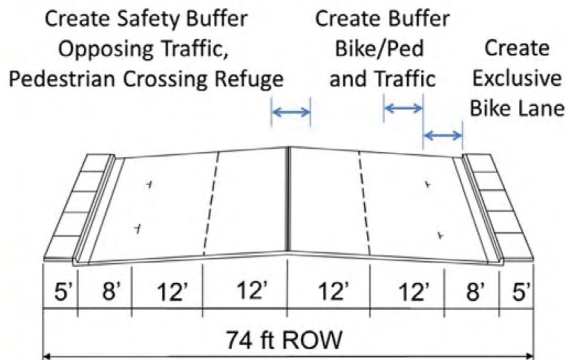 Create Safety Buffer
Opposing Traffic,
Pedestrian Crossing Refuge
Create Buffer
Bike/Ped
and Traffic
Create
Exclusive
Bike Lane
5' 8' 12' 12' 12' 12' 8' 5'
74 ft ROW